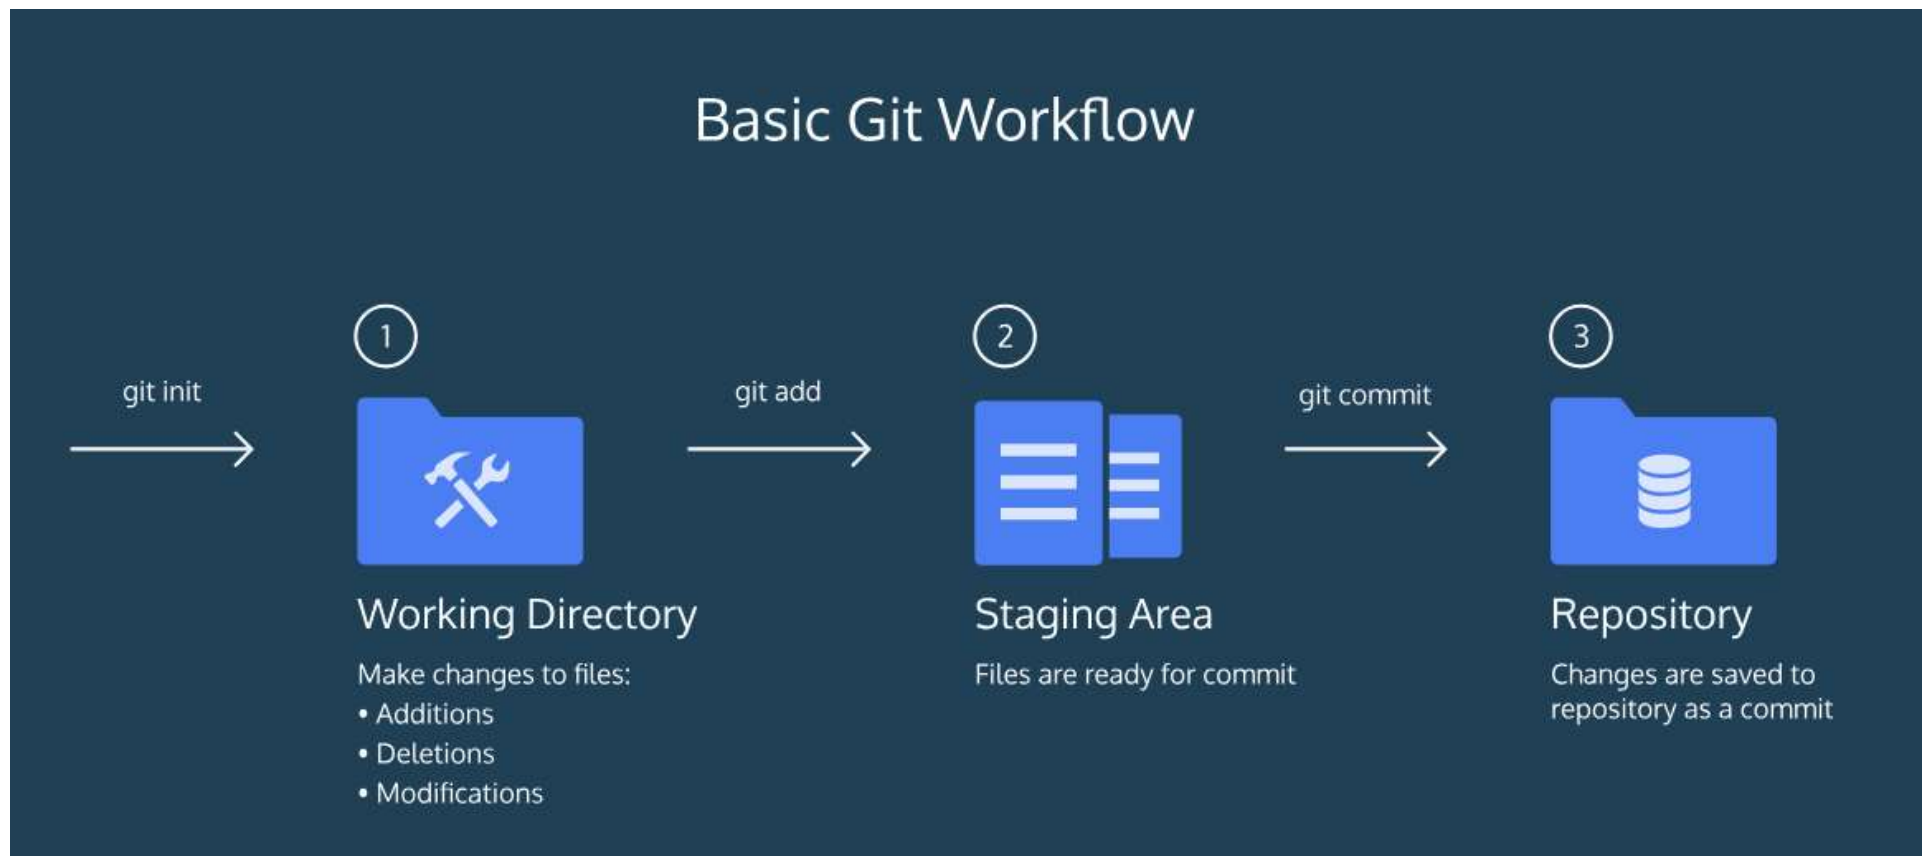 Basic Git Workflow
1
2
3
git init
git add
git commit
Working Directory
Make changes to files:
• Additions
• Deletions
• Modifications
Staging Area
Files are ready for commit
Repository
Changes are saved to
repository as a commit